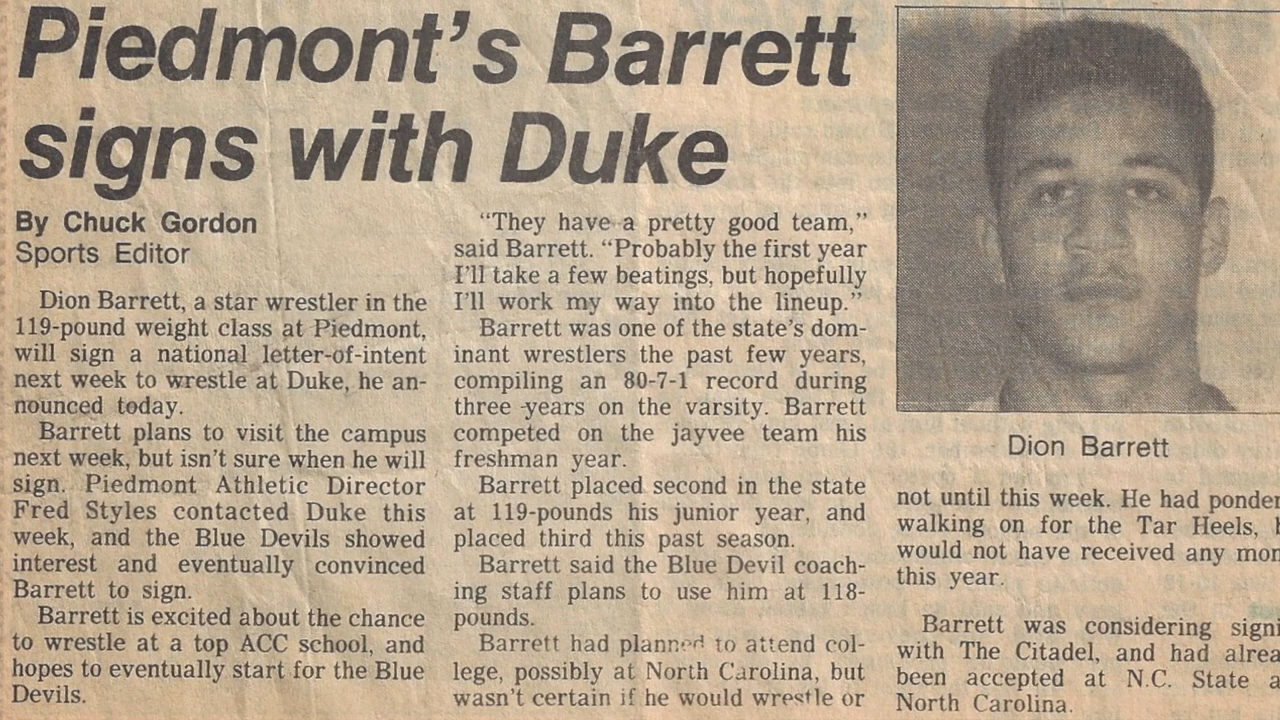 Piedmont's Barrett
signs with Duke
By Chuck Gordon
Sports Editor
Dion Barrett, a star wrestler in the
119-pound weight class at Piedmont,
will sign a national letter-of-intent
next week to wrestle at Duke, he an-
nounced today.
Barrett plans to visit the campus
next week, but isn't sure when he will
sign. Piedmont Athletic Director
Fred Styles contacted Duke this
week, and the Blue Devils showed
interest and eventually convinced
Barrett to sign.
Barrett is excited about the chance
to wrestle at a top ACC school, and
hopes to eventually start for the Blue
Devils.
"They have a pretty good team,"
said Barrett. "Probably the first year
I'll take a few beatings, but hopefully
I'll work my way into the lineup."
Barrett was one of the state's dom-
inant wrestlers the past few years,
compiling an 80-7-1 record during
three years on the varsity. Barrett
competed on the jayvee team his
freshman year.
Barrett placed second in the state
at 119-pounds his junior year, and
placed third this past season.
Barrett said the Blue Devil coach-
ing staff plans to use him at 118-
pounds.
Barrett had planned to attend col-
lege, possibly at North Carolina, but
wasn't certain if he would wrestle or
Dion Barrett
not until this week. He had ponder
walking on for the Tar Heels,
would not have received any mon
this year.
Barrett was considering signi
with The Citadel, and had alrea
been accepted at N.C. State a
North Carolina.